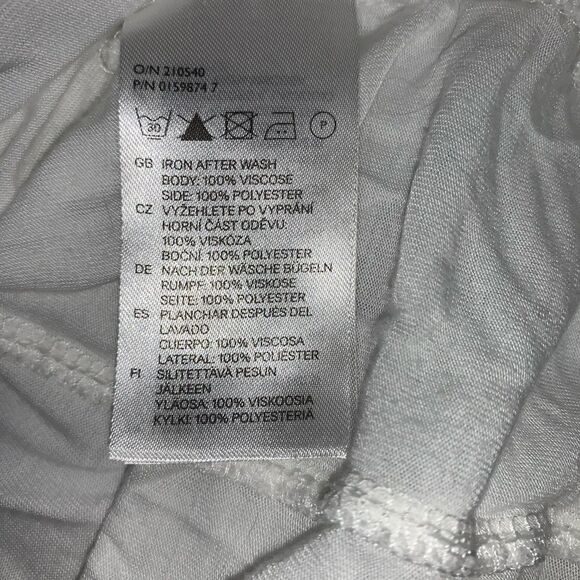 O/N 210540
P/N 0159874 7
30
GB IRON AFTER WASH
BODY: 100% VISCOSE
SIDE: 100% POLYESTER
CZ VYŽEHLETE PO VYPRÁNÍ
HORNÍ ČÁST ODĚVU:
100% VISKÓZA
BOČNÍ: 100% POLYESTER
DE NACH DER WÄSCHE BÜGELN
RUMPF: 100% VISKOSE
SEITE: 100% POLYESTER
ES PLANCHAR DESPUÉS DEL
LAVADO
CUERPO: 100% VISCOSA
LATERAL: 100% POLIÉSTER
FI SILITETTÄVÄ PESUN
JÄLKEEN
YLÄOSA: 100% VISKOOSIA
KYLKI: 100% POLYESTERIÄ